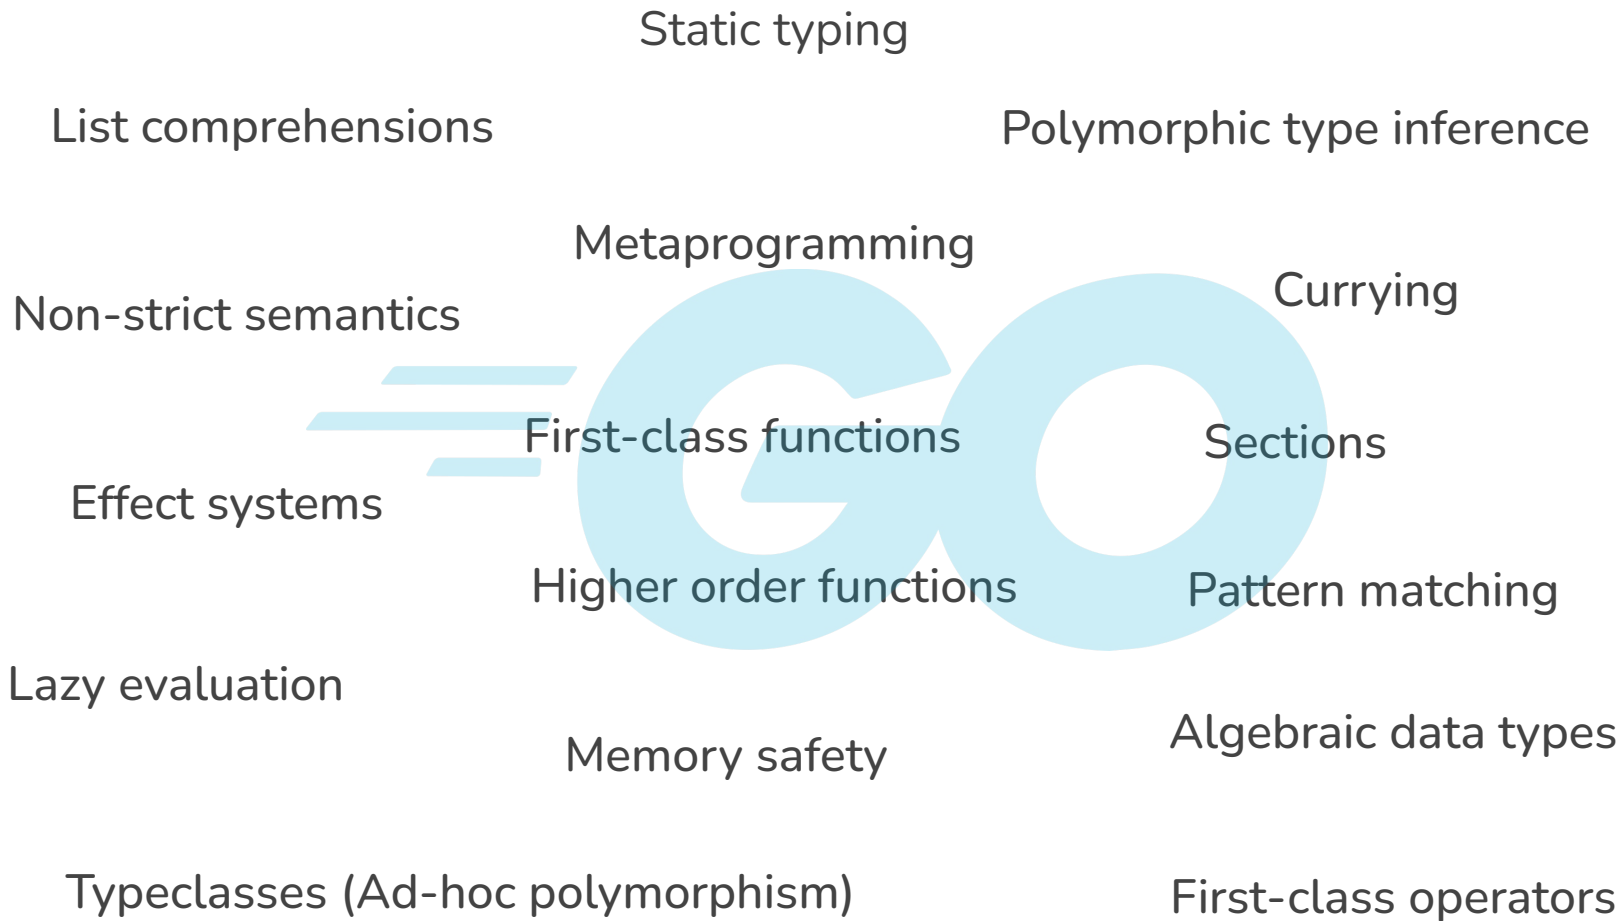 Static typing
List comprehensions
Polymorphic type inference
Metaprogramming
Currying
Non-strict semantics
First-class functions
Sections
Effect systems
Higher order functions
Pattern matching
Lazy evaluation
Algebraic data types
Memory safety
Typeclasses (Ad-hoc polymorphism)
First-class operators
GO